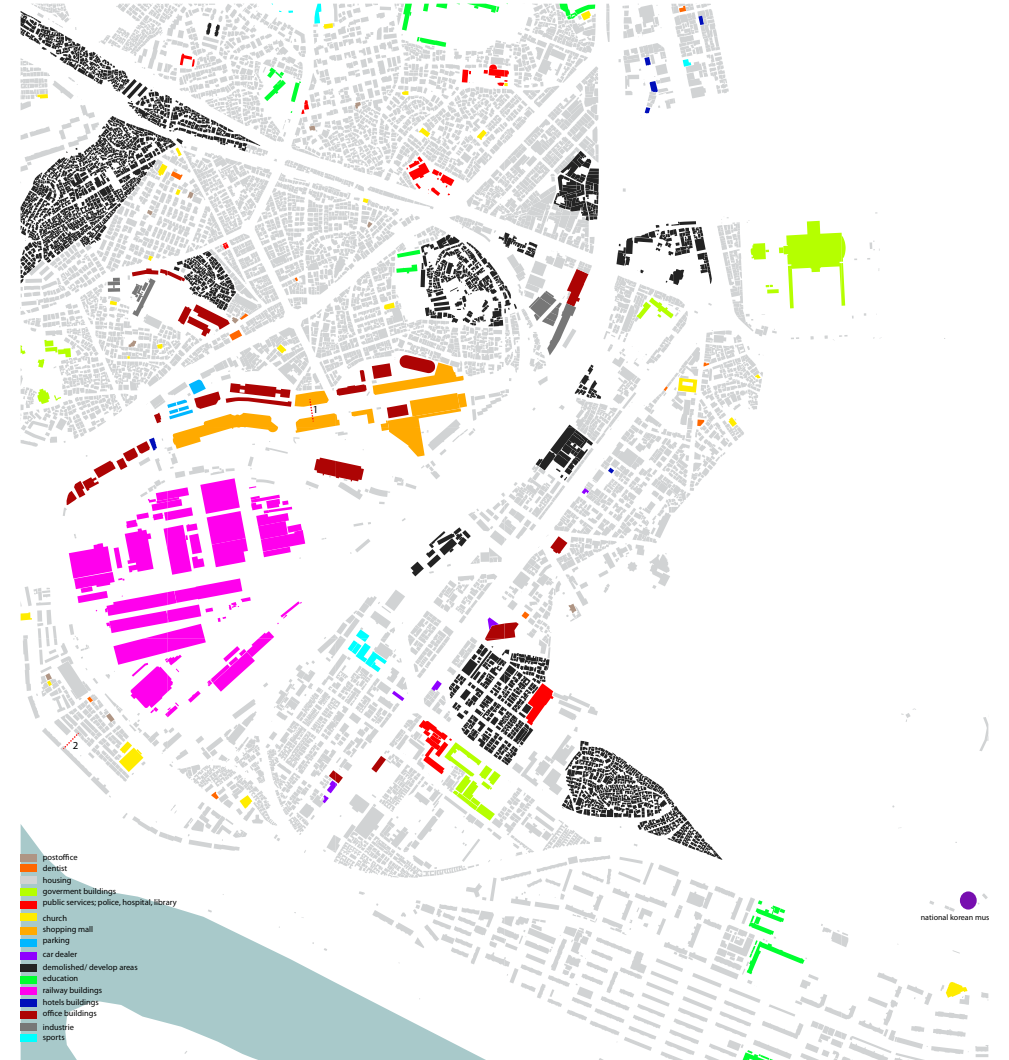 1
2
postoffice
dentist
housing
goverment buildings
public services; police, hospital, library
church
shopping mall
parking
car dealer
demolished/ develop areas
education
railway buildings
hotels buildings
office buildings
industrie
sports
national korean mus